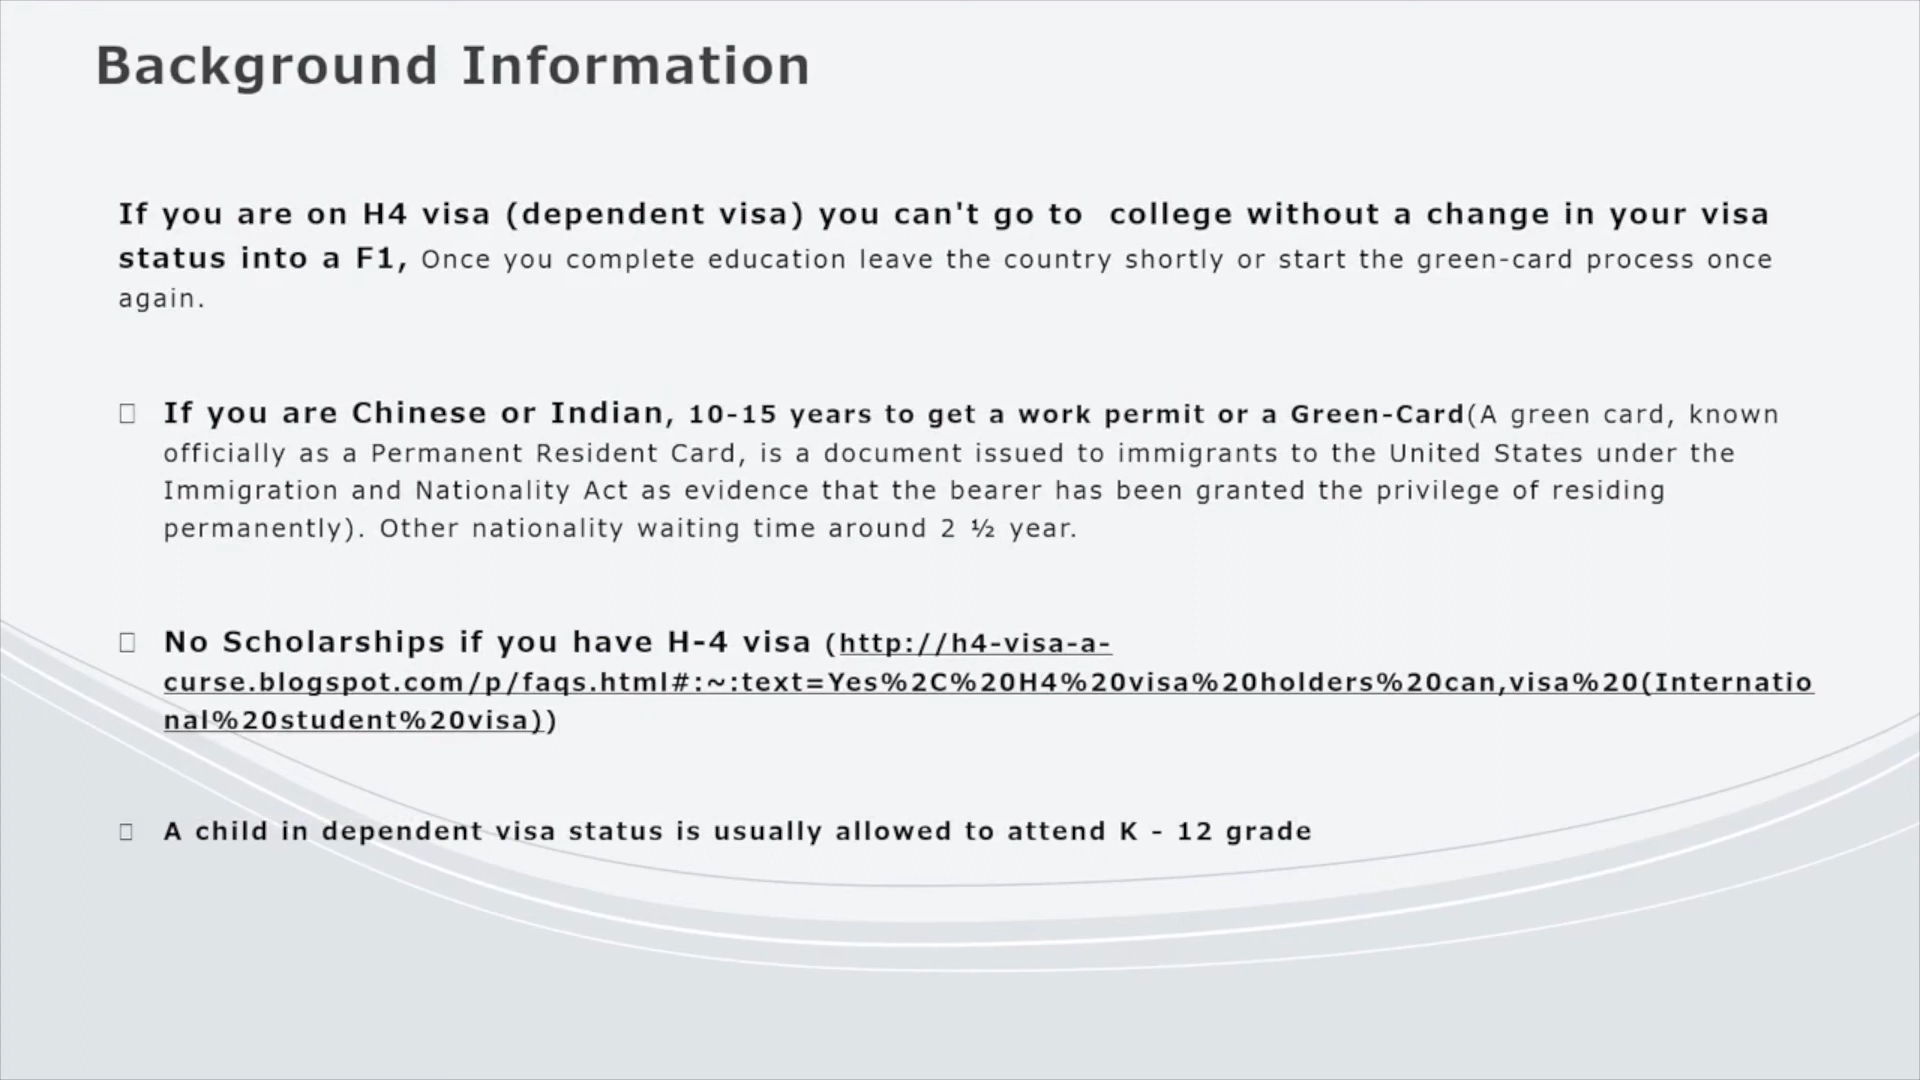 Background Information
If you are on H4 visa (dependent visa) you can't go to  college without a change in your visa
status into a F1, Once you complete education leave the country shortly or start the green-card process once
again.
If you are Chinese or Indian, 10-15 years to get a work permit or a Green-Card(A green card, known
officially as a Permanent Resident Card, is a document issued to immigrants to the United States under the
Immigration and Nationality Act as evidence that the bearer has been granted the privilege of residing
permanently). Other nationality waiting time around 2 ½ year.
No Scholarships if you have H-4 visa (http://h4-visa-a-
curse.blogspot.com/p/faqs.html#:~:text=Yes%2C%20H4%20visa%20holders%20can,visa%20(Internatio
nal%20student%20visa))
A child in dependent visa status is usually allowed to attend K - 12 grade